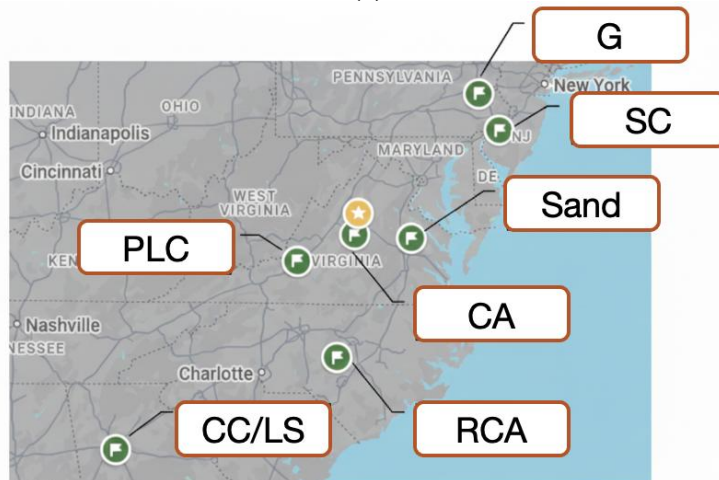 G
PENNSYLVANIA
New York
OHIO
INDIANA
Indianapolis
SC
NJ
MARYLAND
Cincinnati
DE
WEST
VIRGINIA
Sand
PLC
KEN
VIRGINIA
CA
Nashville
NESSEE
Charlotte
CC/LS
RCA